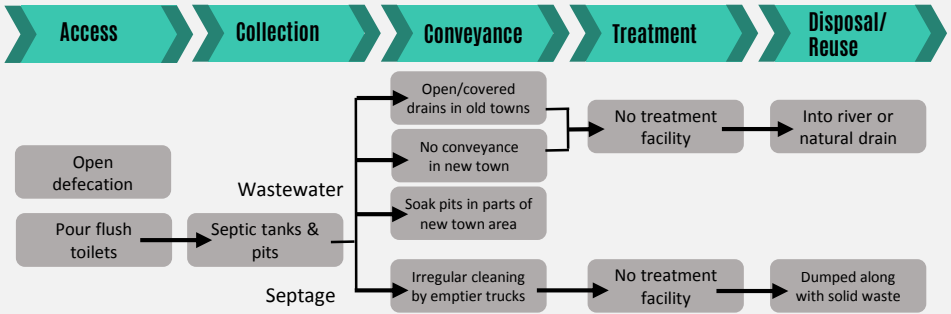 Access
Collection
Conveyance
Treatment
Disposal/
Reuse
Open
defecation
Pour flush
toilets
Septic tanks &
pits
Wastewater
Septage
Open/covered
drains in old towns
No conveyance
in new town
Soak pits in parts of
new town area
Irregular cleaning
by emptier trucks
No treatment
facility
Into river or
natural drain
No treatment
facility
Dumped along
with solid waste